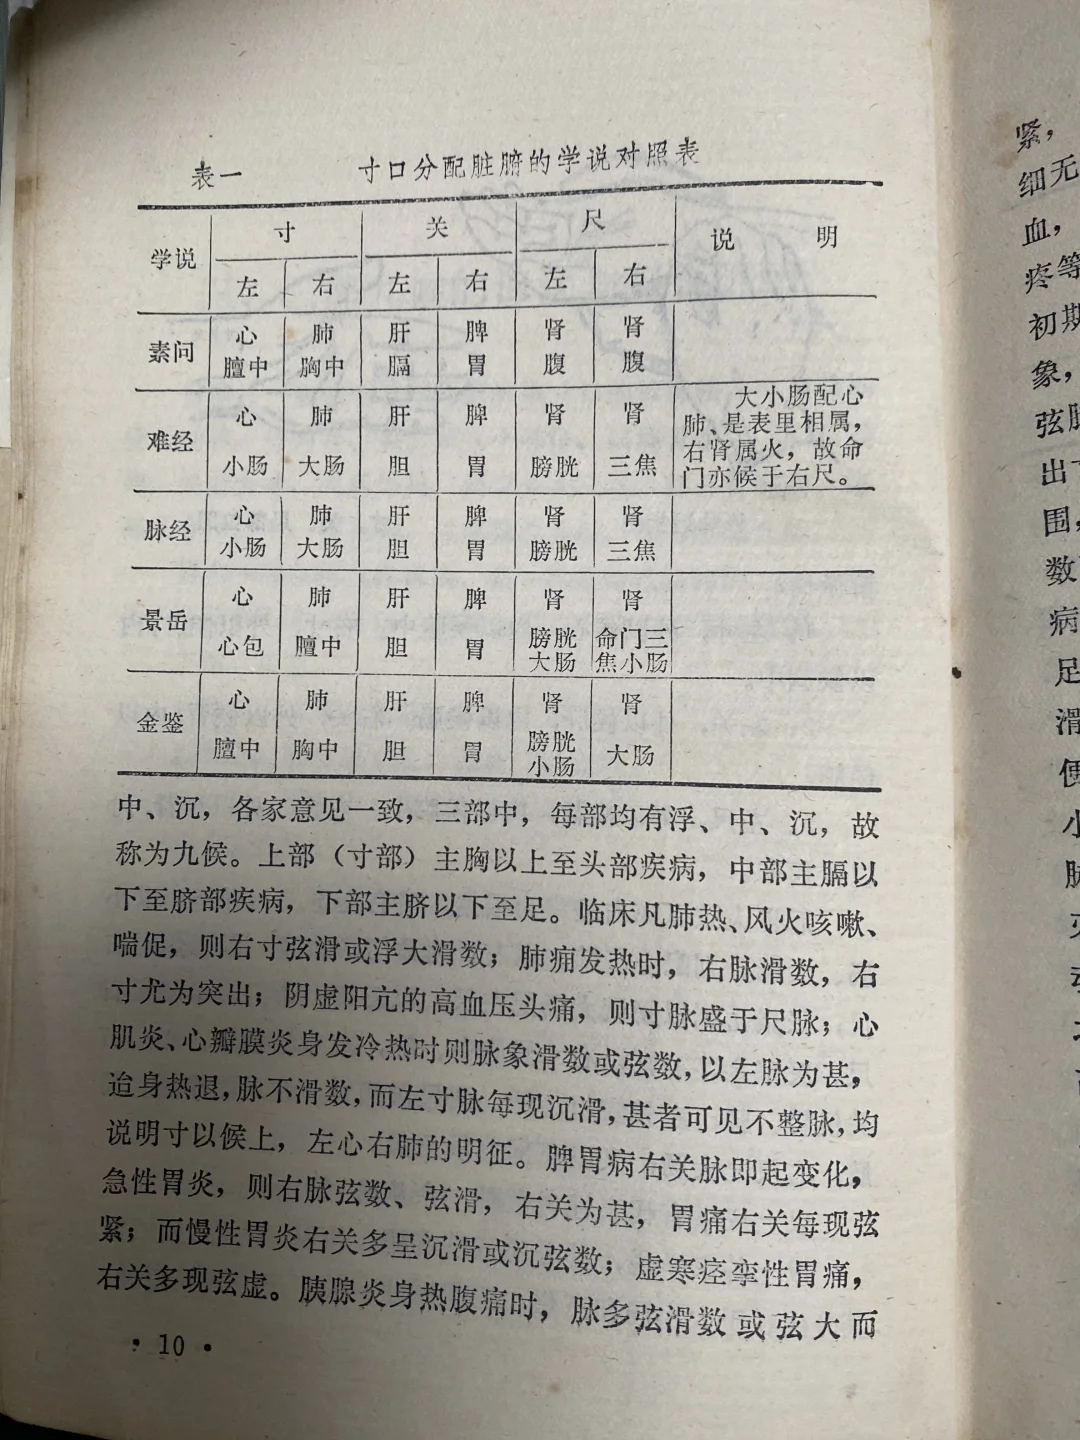 表一 寸口分配脏腑的学说对照表
学说 寸 关 尺 说 明
左 右 左 右 左 右
素问 心 肺 肝 脾 肾 肾
膻中 胸中 膈 胃 腹 腹
难经 心 肺 肝 脾 肾 肾
小肠 大肠 胆 胃 膀胱 三焦
大小肠配心
肺、是表里相属，
右肾属火，故命
门亦候于右尺。
脉经 心 肺 肝 脾 肾 肾
小肠 大肠 胆 胃 膀胱 三焦
景岳 心 肺 肝 脾 肾 肾
心包 膻中 胆 胃 膀胱 命门三
大肠 焦小肠
金鉴 心 肺 肝 脾 肾 肾
膻中 胸中 胆 胃 膀胱 大肠
小肠
中、沉，各家意见一致，三部中，每部均有浮、中、沉，故
称为九候。上部（寸部）主胸以上至头部疾病，中部主膈以
下至脐部疾病，下部主脐以下至足。临床凡肺热、风火咳嗽、
喘促，则右寸弦滑或浮大滑数；肺痈发热时，右脉滑数，右
寸尤为突出；阴虚阳亢的高血压头痛，则寸脉盛于尺脉；心
肌炎、心瓣膜炎身发冷热时则脉象滑数或弦数，以左脉为甚，
迨身热退，脉不滑数，而左寸脉每现沉滑，甚者可见不整脉，均
说明寸以候上，左心右肺的明征。脾胃病右关脉即起变化，
急性胃炎，则右脉弦数、弦滑，右关为甚，胃痛右关每现弦
紧；而慢性胃炎右关多呈沉滑或沉弦数；虚寒痉挛性胃痛，
右关多现弦虚。胰腺炎身热腹痛时，脉多弦滑数或弦大而
·10·
紧，
细无
血，
疼等
初期
象，
弦脉
出
围，
数
病
足
滑
便
小